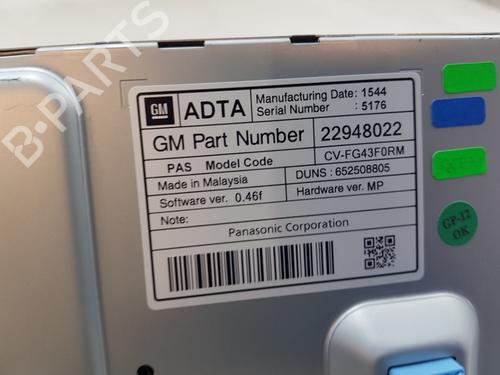 B-PARTS
GM ADTA
Manufacturing Date: 1544
Serial Number : 5176
GM Part Number 22948022
PAS Model Code CV-FG43F0RM
Made in Malaysia DUNS : 652508805
Software ver. 0.46f Hardware ver. MP
Note:
Panasonic Corporation
GP-12
OK